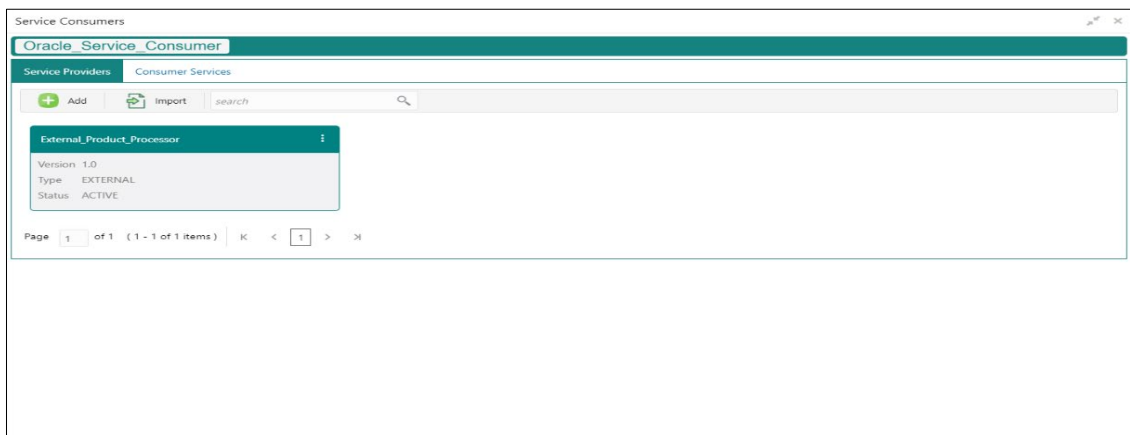 Service Consumers
Oracle_Service_Consumer
Service Providers Consumer Services
Add Import search
External_Product_Processor
Version 1.0
Type EXTERNAL
Status ACTIVE
Page 1 of 1 (1 - 1 of 1 items) K < 1 > >|